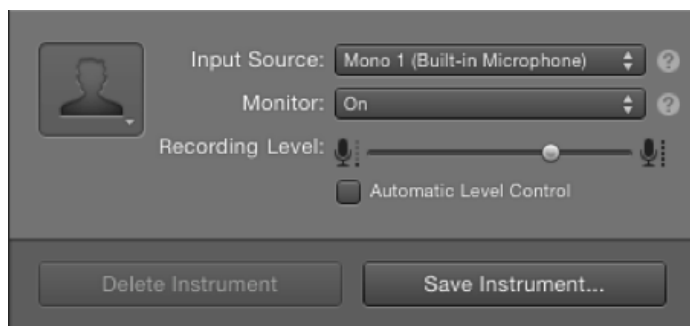 Input Source: Mono 1 (Built-in Microphone) ?
Monitor: On ?
Recording Level:
Automatic Level Control
Delete Instrument Save Instrument...